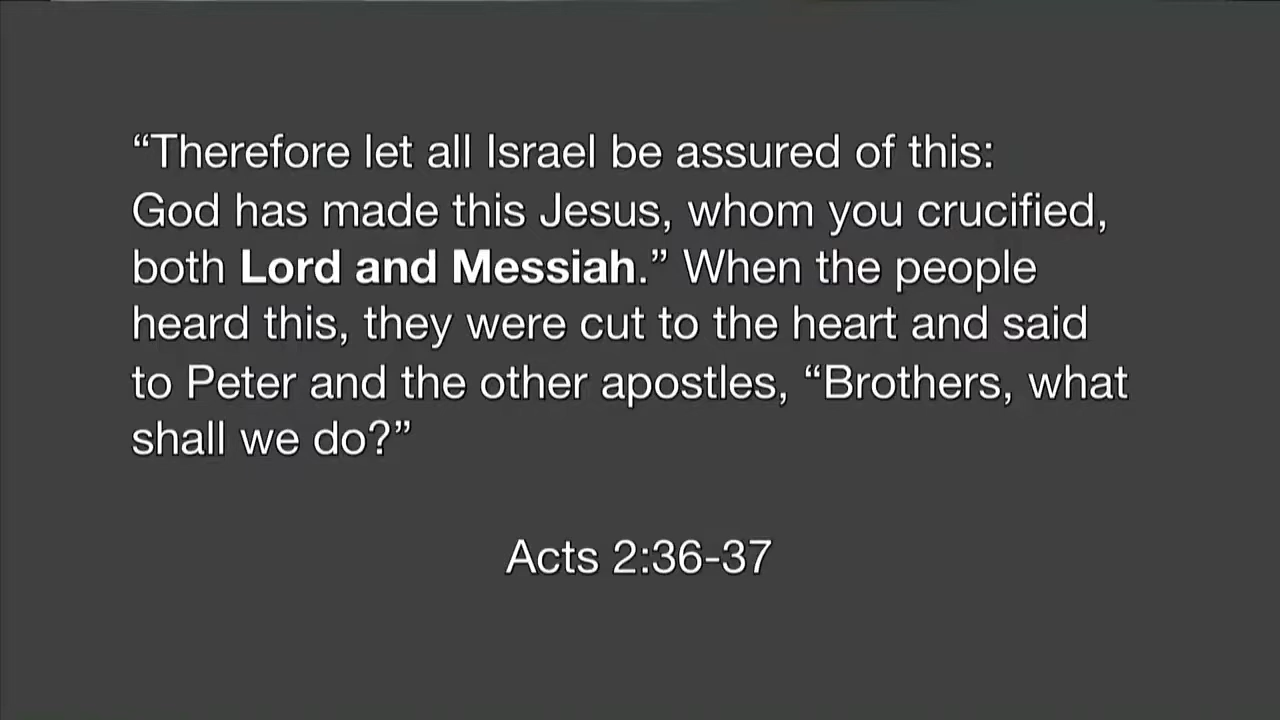 “Therefore let all Israel be assured of this:
God has made this Jesus, whom you crucified,
both Lord and Messiah.” When the people
heard this, they were cut to the heart and said
to Peter and the other apostles, “Brothers, what
shall we do?”
Acts 2:36-37